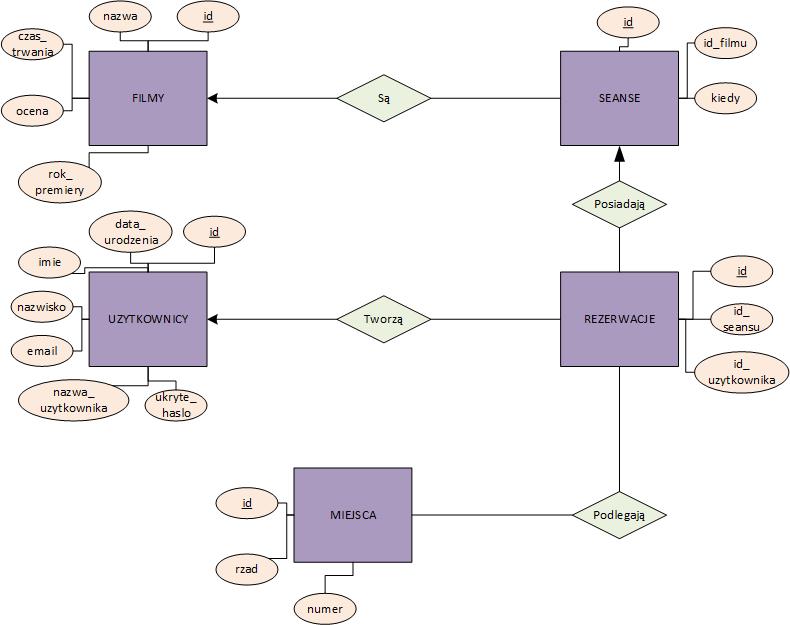 nazwa
id
czas_
trwania
ocena
FILMY
rok_
premiery
Są
id
id_filmu
SEANSE
kiedy
Posiadają
data_
urodzenia
id
imie
nazwisko
email
UZYTKOWNICY
nazwa_
uzytkownika
ukryte_
haslo
Tworzą
REZERWACJE
id
id_
seansu
id_
uzytkownika
id
MIEJSCA
rzad
numer
Podlegają